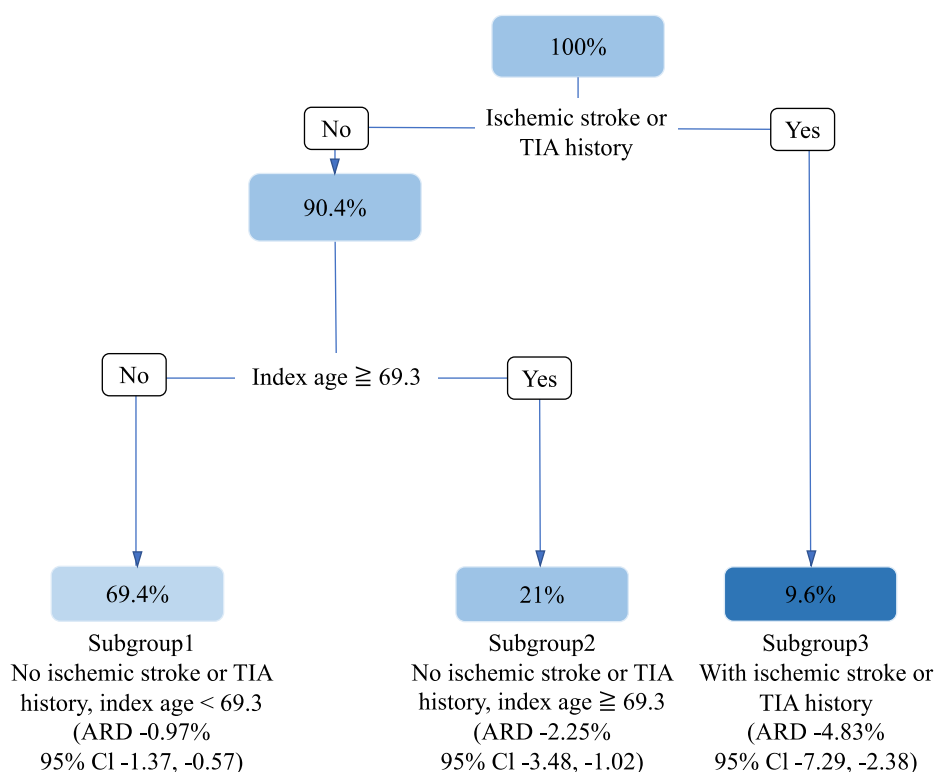 100%
Ischemic stroke or
TIA history
No
Yes
90.4%
Index age ≧ 69.3
No
Yes
69.4%
21%
9.6%
Subgroup1
No ischemic stroke or TIA
history, index age < 69.3
(ARD -0.97%
95% Cl -1.37, -0.57)
Subgroup2
No ischemic stroke or TIA
history, index age ≧ 69.3
(ARD -2.25%
95% Cl -3.48, -1.02)
Subgroup3
With ischemic stroke or
TIA history
(ARD -4.83%
95% Cl -7.29, -2.38)